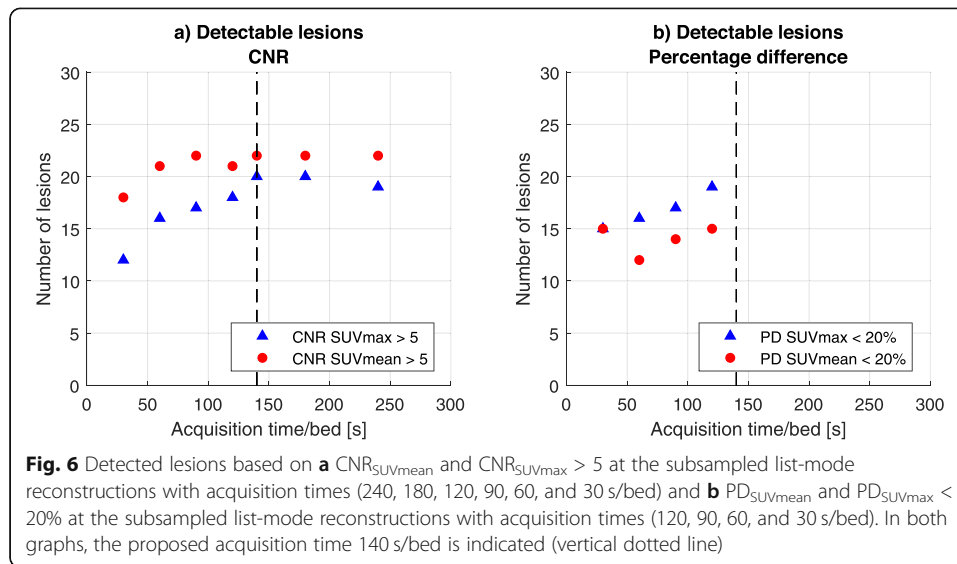 a) Detectable lesions
CNR
30
25
20
15
10
5
0
Number of lesions
0 50 100 150 200 250 300
Acquisition time/bed [s]
CNR SUVmax > 5
CNR SUVmean > 5
b) Detectable lesions
Percentage difference
30
25
20
15
10
5
0
Number of lesions
0 50 100 150 200 250 300
Acquisition time/bed [s]
PD SUVmax < 20%
PD SUVmean < 20%
Fig. 6 Detected lesions based on a CNRSUVmean and CNRSUVmax > 5 at the subsampled list-mode
reconstructions with acquisition times (240, 180, 120, 90, 60, and 30 s/bed) and b PDSUVmean and PDSUVmax <
20% at the subsampled list-mode reconstructions with acquisition times (120, 90, 60, and 30 s/bed). In both
graphs, the proposed acquisition time 140 s/bed is indicated (vertical dotted line)